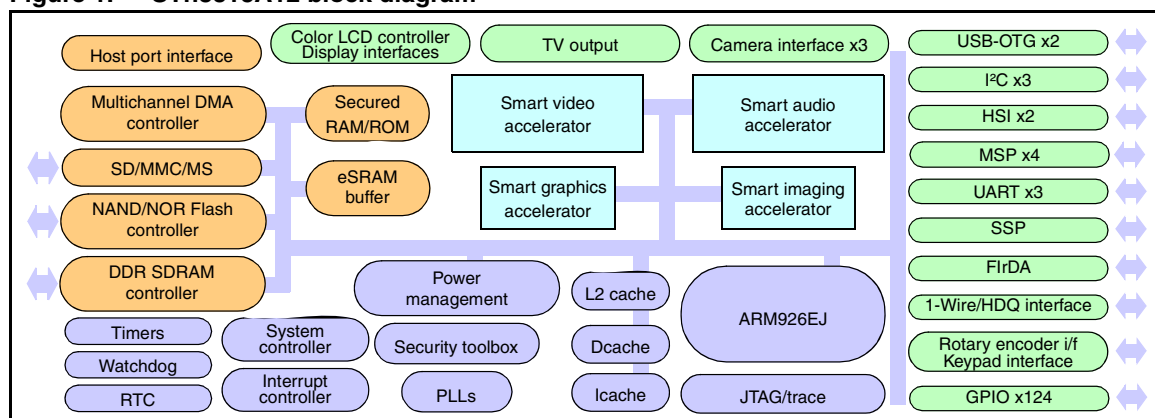 Color LCD controller
Display interfaces
TV output
Camera interface x3
USB-OTG x2
Host port interface
I²C x3
Multichannel DMA
controller
Secured
RAM/ROM
Smart video
accelerator
Smart audio
accelerator
HSI x2
MSP x4
SD/MMC/MS
eSRAM
buffer
Smart graphics
accelerator
Smart imaging
accelerator
UART x3
NAND/NOR Flash
controller
SSP
DDR SDRAM
controller
Power
management
L2 cache
ARM926EJ
FIrDA
1-Wire/HDQ interface
Timers
System
controller
Security toolbox
Dcache
Rotary encoder i/f
Keypad interface
Watchdog
Interrupt
controller
PLLs
Icache
JTAG/trace
GPIO x124
RTC